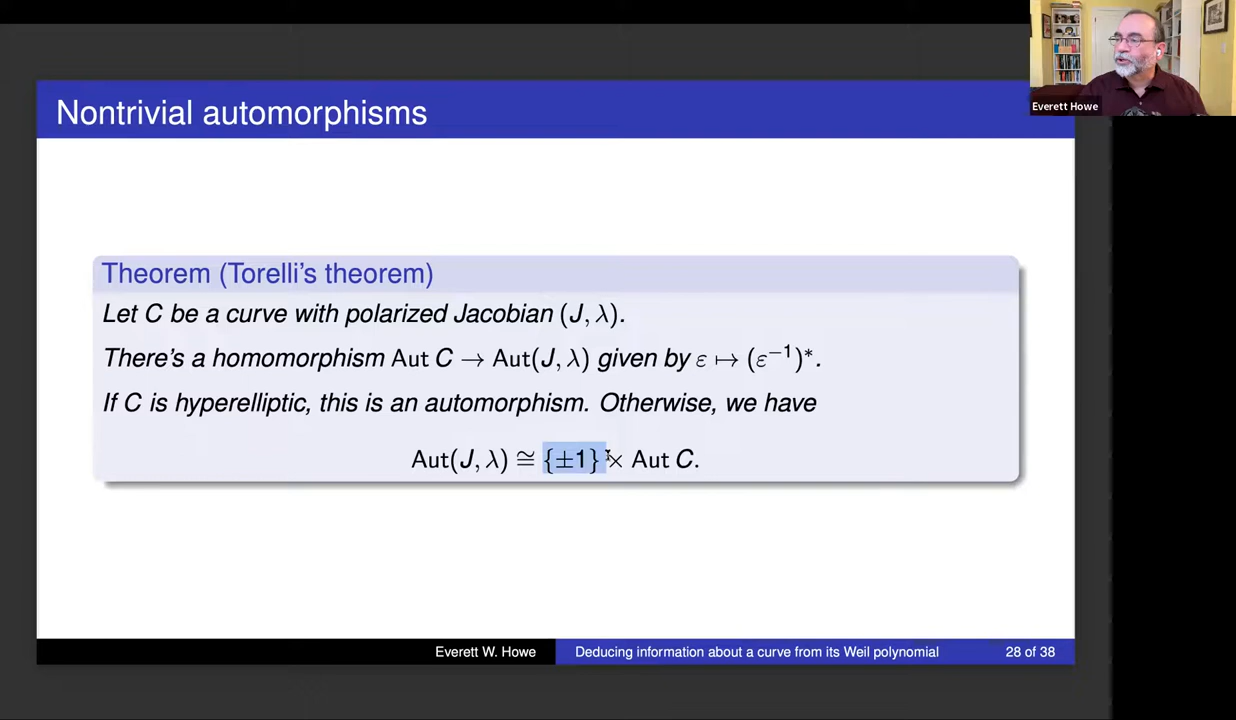 Nontrivial automorphisms
Everett Howe
Theorem (Torelli's theorem)
Let C be a curve with polarized Jacobian (J, λ).
There's a homomorphism Aut C → Aut(J, λ) given by ε ↦ (ε⁻¹)*.
If C is hyperelliptic, this is an automorphism. Otherwise, we have
Aut(J, λ) ≅ {±1} × Aut C.
Everett W. Howe Deducing information about a curve from its Weil polynomial 28 of 38